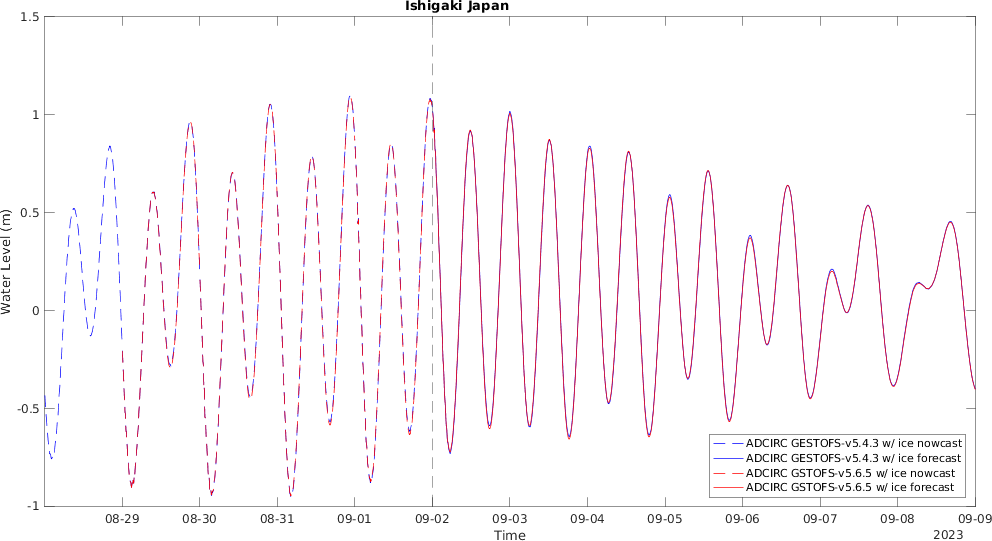 Ishigaki Japan
1.5
1
0.5
0
-0.5
-1
Water Level (m)
ADCIRC GESTOFS-v5.4.3 w/ ice nowcast
ADCIRC GESTOFS-v5.4.3 w/ ice forecast
ADCIRC GSTOFS-v5.6.5 w/ ice nowcast
ADCIRC GSTOFS-v5.6.5 w/ ice forecast
08-29 08-30 08-31 09-01 09-02 09-03 09-04 09-05 09-06 09-07 09-08 09-09
Time
2023